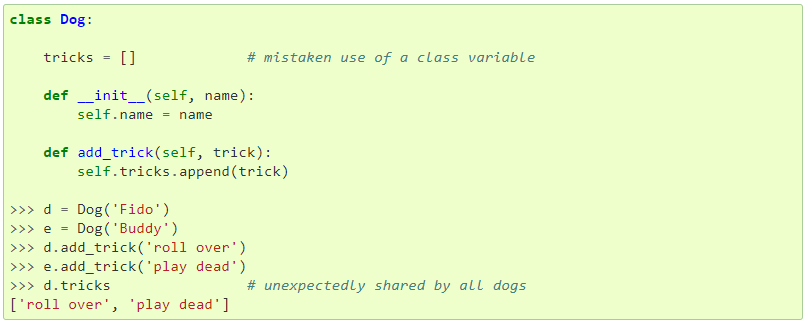 class Dog:
    tricks = []             # mistaken use of a class variable
    def __init__(self, name):
        self.name = name
    def add_trick(self, trick):
        self.tricks.append(trick)
>>> d = Dog('Fido')
>>> e = Dog('Buddy')
>>> d.add_trick('roll over')
>>> e.add_trick('play dead')
>>> d.tricks                # unexpectedly shared by all dogs
['roll over', 'play dead']